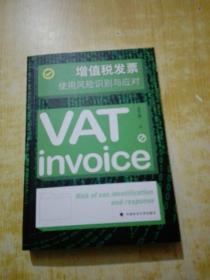 增值税发票
使用风险识别与应对
VAT
invoice
Risk of use identification
and response